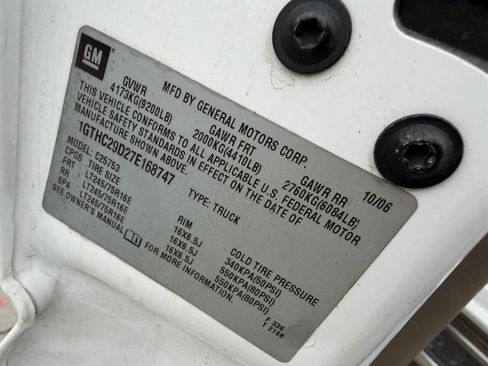 GM
MFD BY GENERAL MOTORS CORP. 10/06
GVWR GAWR FRT GAWR RR
4173KG(9200LB) 2000KG(4410LB) 2760KG(6084LB)
THIS VEHICLE CONFORMS TO ALL APPLICABLE U.S. FEDERAL MOTOR
VEHICLE SAFETY STANDARDS IN EFFECT ON THE DATE OF
MANUFACTURE SHOWN ABOVE.
1GTHC29D27E168747 TYPE: TRUCK
MODEL: C25753
CPGS TIRE SIZE RIM COLD TIRE PRESSURE
FRT LT245/75R16E 16X6.5J 340KPA(50PSI)
RR LT245/75R16E 16X6.5J 550KPA(80PSI)
SPA LT245/75R16E 16X6.5J 550KPA(80PSI)
SEE OWNER'S MANUAL FOR MORE INFORMATION.
F 336
T 2109